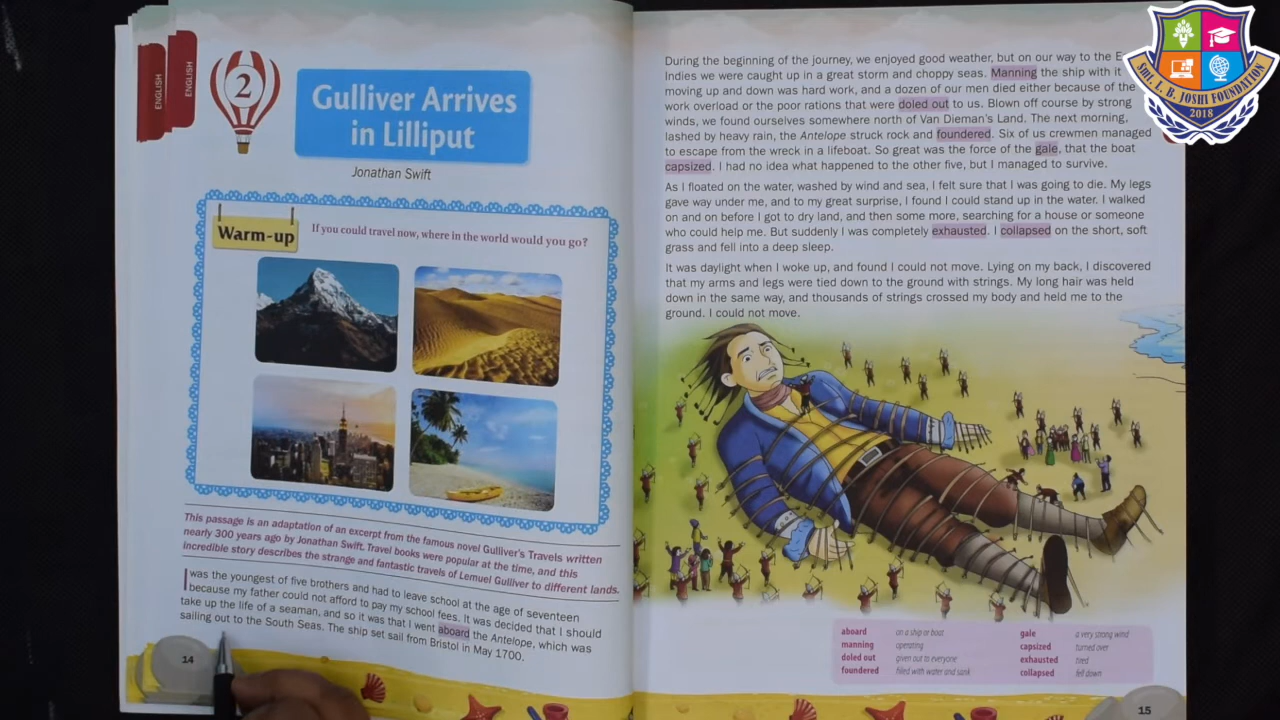 ENGLISH
ENGLISH
2
Gulliver Arrives
in Lilliput
Jonathan Swift
Warm-up
If you could travel now, where in the world would you go?
This passage is an adaptation of an excerpt from the famous novel Gulliver's Travels written
nearly 300 years ago by Jonathan Swift. Travel books were popular at the time, and this
incredible story describes the strange and fantastic travels of Lemuel Gulliver to different lands.
I was the youngest of five brothers and had to leave school at the age of seventeen
because my father could not afford to pay my school fees. It was decided that I should
take up the life of a seaman, and so it was that I went aboard the Antelope, which was
sailing out to the South Seas. The ship set sail from Bristol in May 1700.
14
During the beginning of the journey, we enjoyed good weather, but on our way to the
Indies we were caught up in a great storm and choppy seas. Manning the ship with it
moving up and down was hard work, and a dozen of our men died either because of the
work overload or the poor rations that were doled out to us. Blown off course by strong
winds, we found ourselves somewhere north of Van Dieman's Land. The next morning,
lashed by heavy rain, the Antelope struck rock and foundered. Six of us crewmen managed
to escape from the wreck in a lifeboat. So great was the force of the gale, that the boat
capsized. I had no idea what happened to the other five, but I managed to survive.
As I floated on the water, washed by wind and sea, I felt sure that I was going to die. My legs
gave way under me, and to my great surprise, I found I could stand up in the water. I walked
on and on before I got to dry land, and then some more, searching for a house or someone
who could help me. But suddenly I was completely exhausted. I collapsed on the short, soft
grass and fell into a deep sleep.
It was daylight when I woke up, and found I could not move. Lying on my back, I discovered
that my arms and legs were tied down to the ground with strings. My long hair was held
down in the same way, and thousands of strings crossed my body and held me to the
ground. I could not move.
aboard on a ship or boat
manning operating
doled out given out to everyone
foundered filled with water and sank
gale a very strong wind
capsized turned over
exhausted tired
collapsed fell down
15
SMT. L. B. JOSHI FOUNDATION
2018